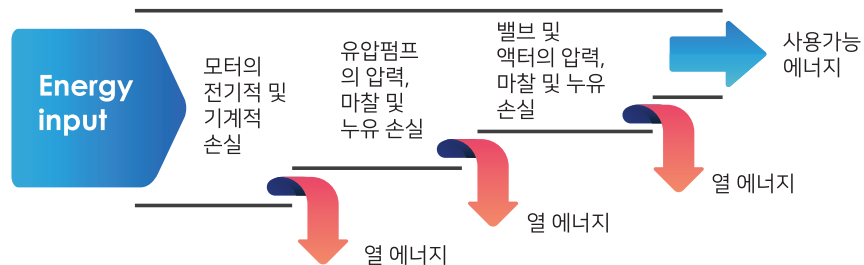 Energy
input
모터의
전기적 및
기계적
손실
유압펌프
의 압력,
마찰 및
누유 손실
밸브 및
액터의 압력,
마찰 및 누유
손실
사용가능
에너지
열 에너지
열 에너지
열 에너지